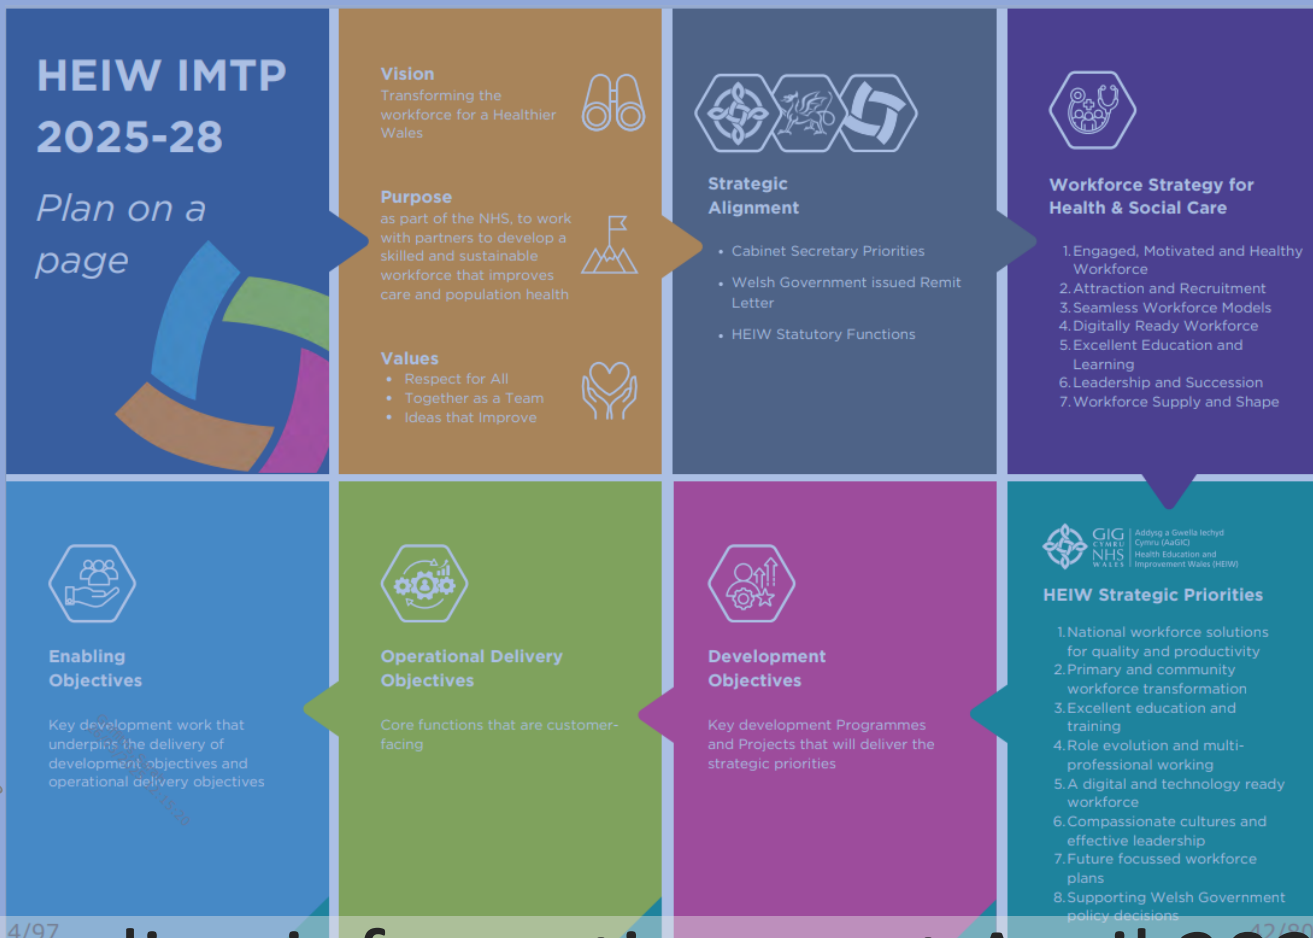 HEIW IMTP
2025-28
Plan on a
page
Vision
Transforming the
workforce for a Healthier
Wales
Purpose
as part of the NHS, to work
with partners to develop a
skilled and sustainable
workforce that improves
care and population health
Values
• Respect for All
• Together as a Team
• Ideas that Improve
Strategic
Alignment
• Cabinet Secretary Priorities
• Welsh Government issued Remit
Letter
• HEIW Statutory Functions
Workforce Strategy for
Health & Social Care
1. Engaged, Motivated and Healthy
Workforce
2. Attraction and Recruitment
3. Seamless Workforce Models
4. Digitally Ready Workforce
5. Excellent Education and
Learning
6. Leadership and Succession
7. Workforce Supply and Shape
GIG
CYMRU
NHS
WALES
Addysg a Gwella Iechyd
Cymru (AaGIC)
Health Education and
Improvement Wales (HEIW)
HEIW Strategic Priorities
1. National workforce solutions
for quality and productivity
2. Primary and community
workforce transformation
3. Excellent education and
training
4. Role evolution and multi-
professional working
5. A digital and technology ready
workforce
6. Compassionate cultures and
effective leadership
7. Future focussed workforce
plans
8. Supporting Welsh Government
policy decisions
Development
Objectives
Key development Programmes
and Projects that will deliver the
strategic priorities
Operational Delivery
Objectives
Core functions that are customer-
facing
Enabling
Objectives
Key development work that
underpins the delivery of
development objectives and
operational delivery objectives
4/97